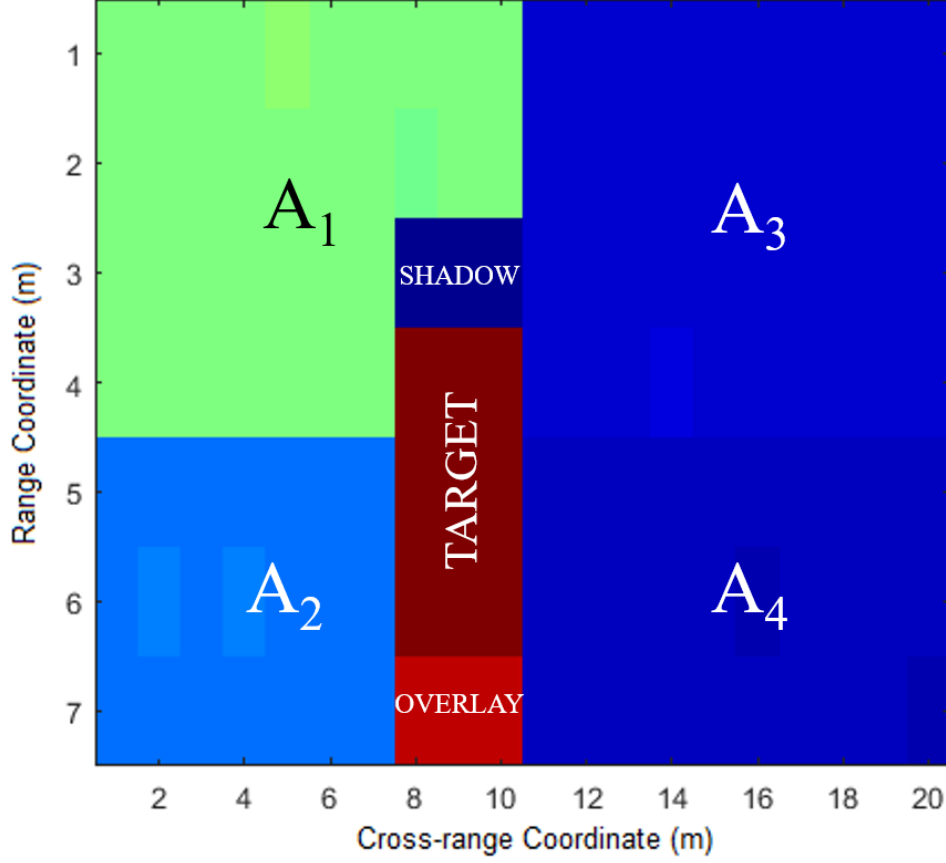 1
2
3
4
5
6
7
Range Coordinate (m)
A1
A3
SHADOW
TARGET
A2
A4
OVERLAY
2 4 6 8 10 12 14 16 18 20
Cross-range Coordinate (m)